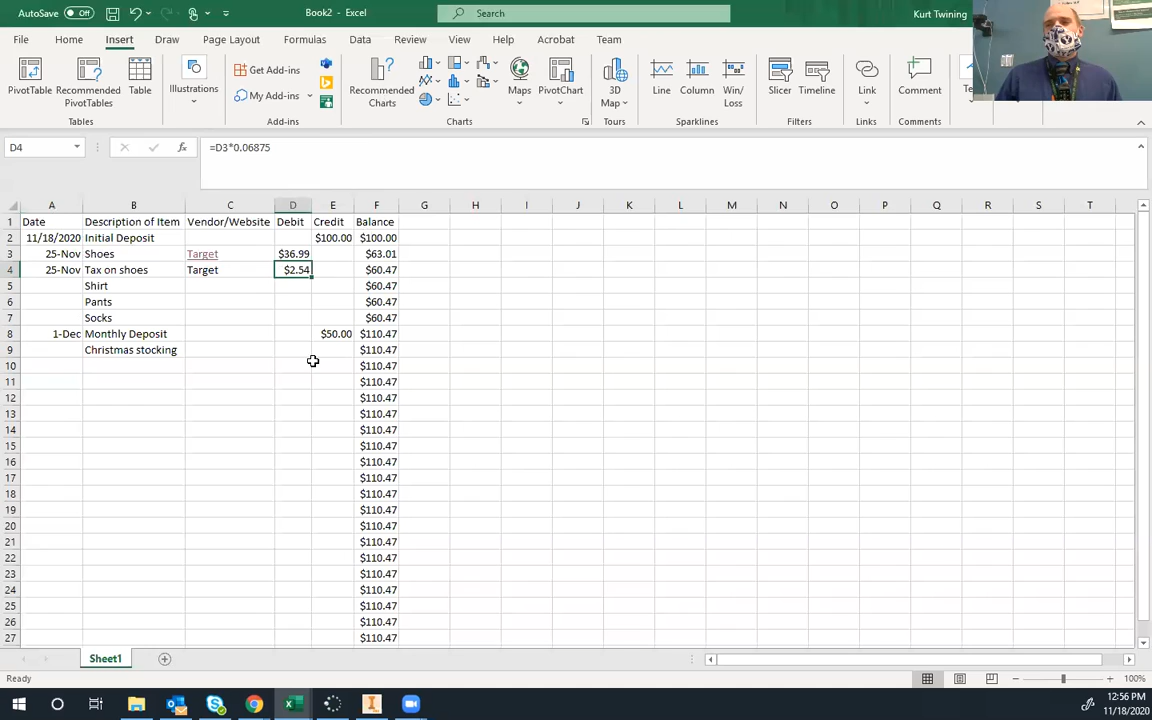 AutoSave Off Book2 - Excel Search Kurt Twining
File Home Insert Draw Page Layout Formulas Data Review View Help Acrobat Team
PivotTable Recommended PivotTables Table Illustrations Get Add-ins My Add-ins Recommended Charts Maps PivotChart 3D Map Line Column Win/Loss Slicer Timeline Link Comment
Tables Add-ins Charts Tours Sparklines Filters Links Comments
D4 fx =D3*0.06875
A B C D E F G H I J K L M N O P Q R S T
1 Date Description of Item Vendor/Website Debit Credit Balance
2 11/18/2020 Initial Deposit $100.00 $100.00
3 25-Nov Shoes Target $36.99 $63.01
4 25-Nov Tax on shoes Target $2.54 $60.47
5 Shirt $60.47
6 Pants $60.47
7 Socks $60.47
8 1-Dec Monthly Deposit $50.00 $110.47
9 Christmas stocking $110.47
10 $110.47
11 $110.47
12 $110.47
13 $110.47
14 $110.47
15 $110.47
16 $110.47
17 $110.47
18 $110.47
19 $110.47
20 $110.47
21 $110.47
22 $110.47
23 $110.47
24 $110.47
25 $110.47
26 $110.47
27 $110.47
Sheet1
Ready 100%
12:56 PM
11/18/2020